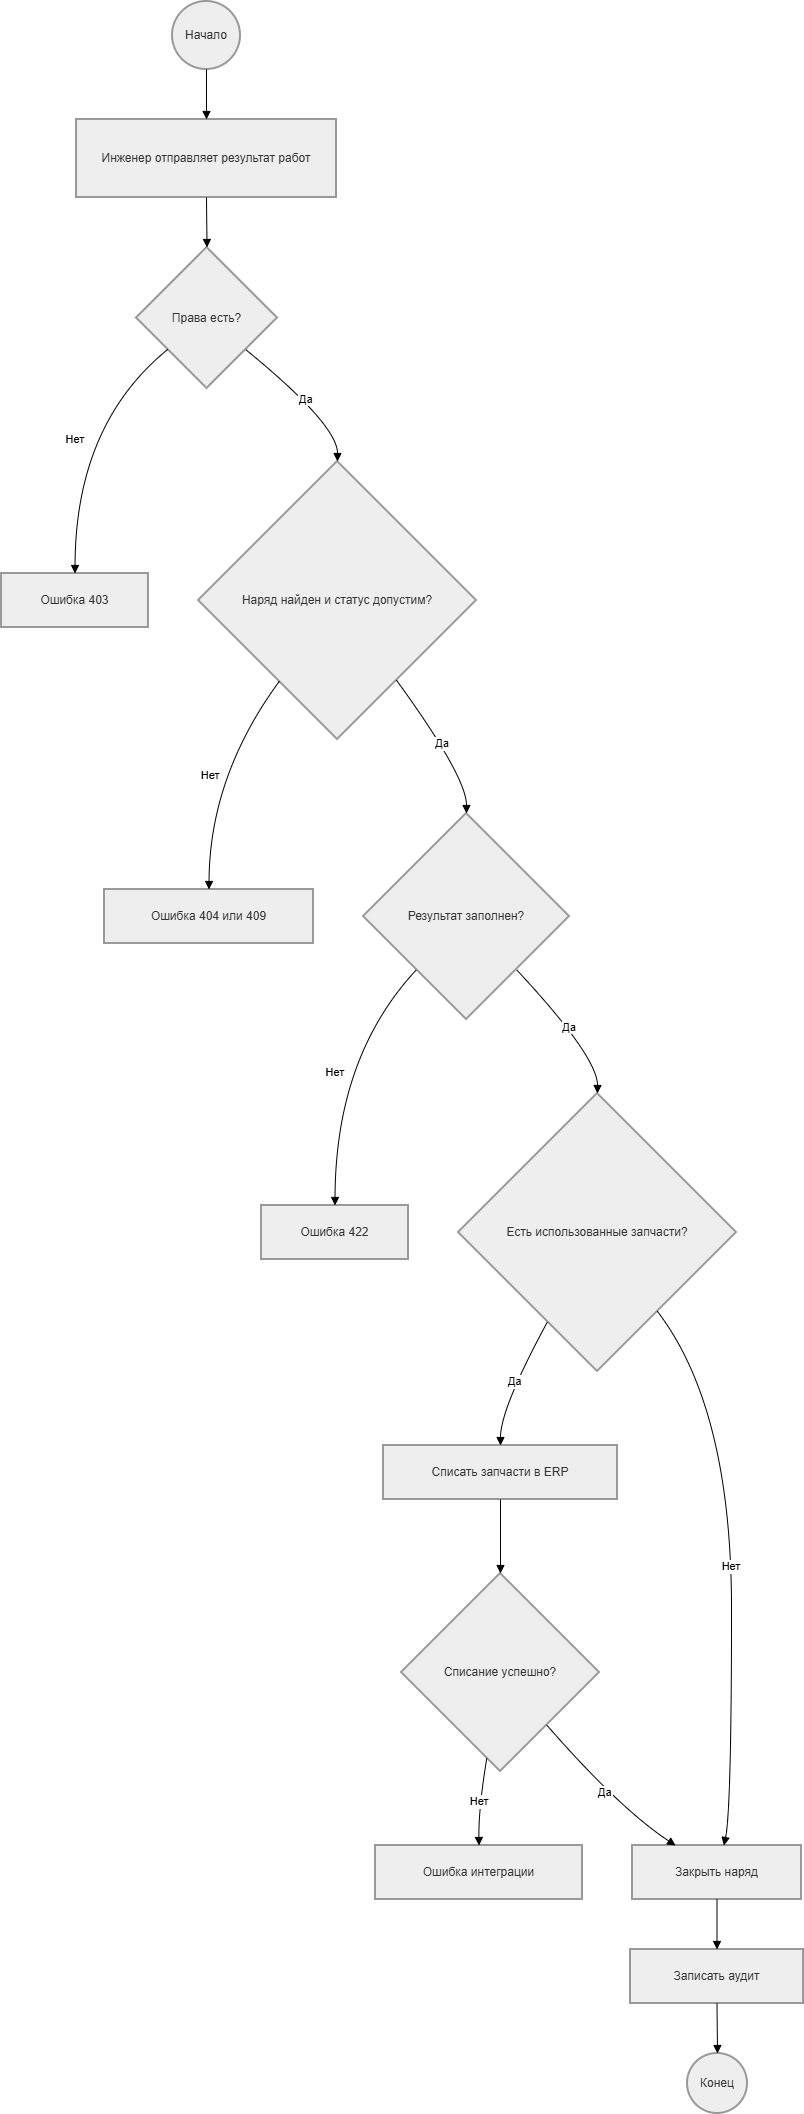 Начало
Инженер отправляет результат работ
Права есть?
Да
Нет
Ошибка 403
Наряд найден и статус допустим?
Да
Нет
Результат заполнен?
Ошибка 404 или 409
Да
Нет
Ошибка 422
Есть использованные запчасти?
Да
Списать запчасти в ERP
Нет
Списание успешно?
Да
Нет
Ошибка интеграции
Закрыть наряд
Записать аудит
Конец